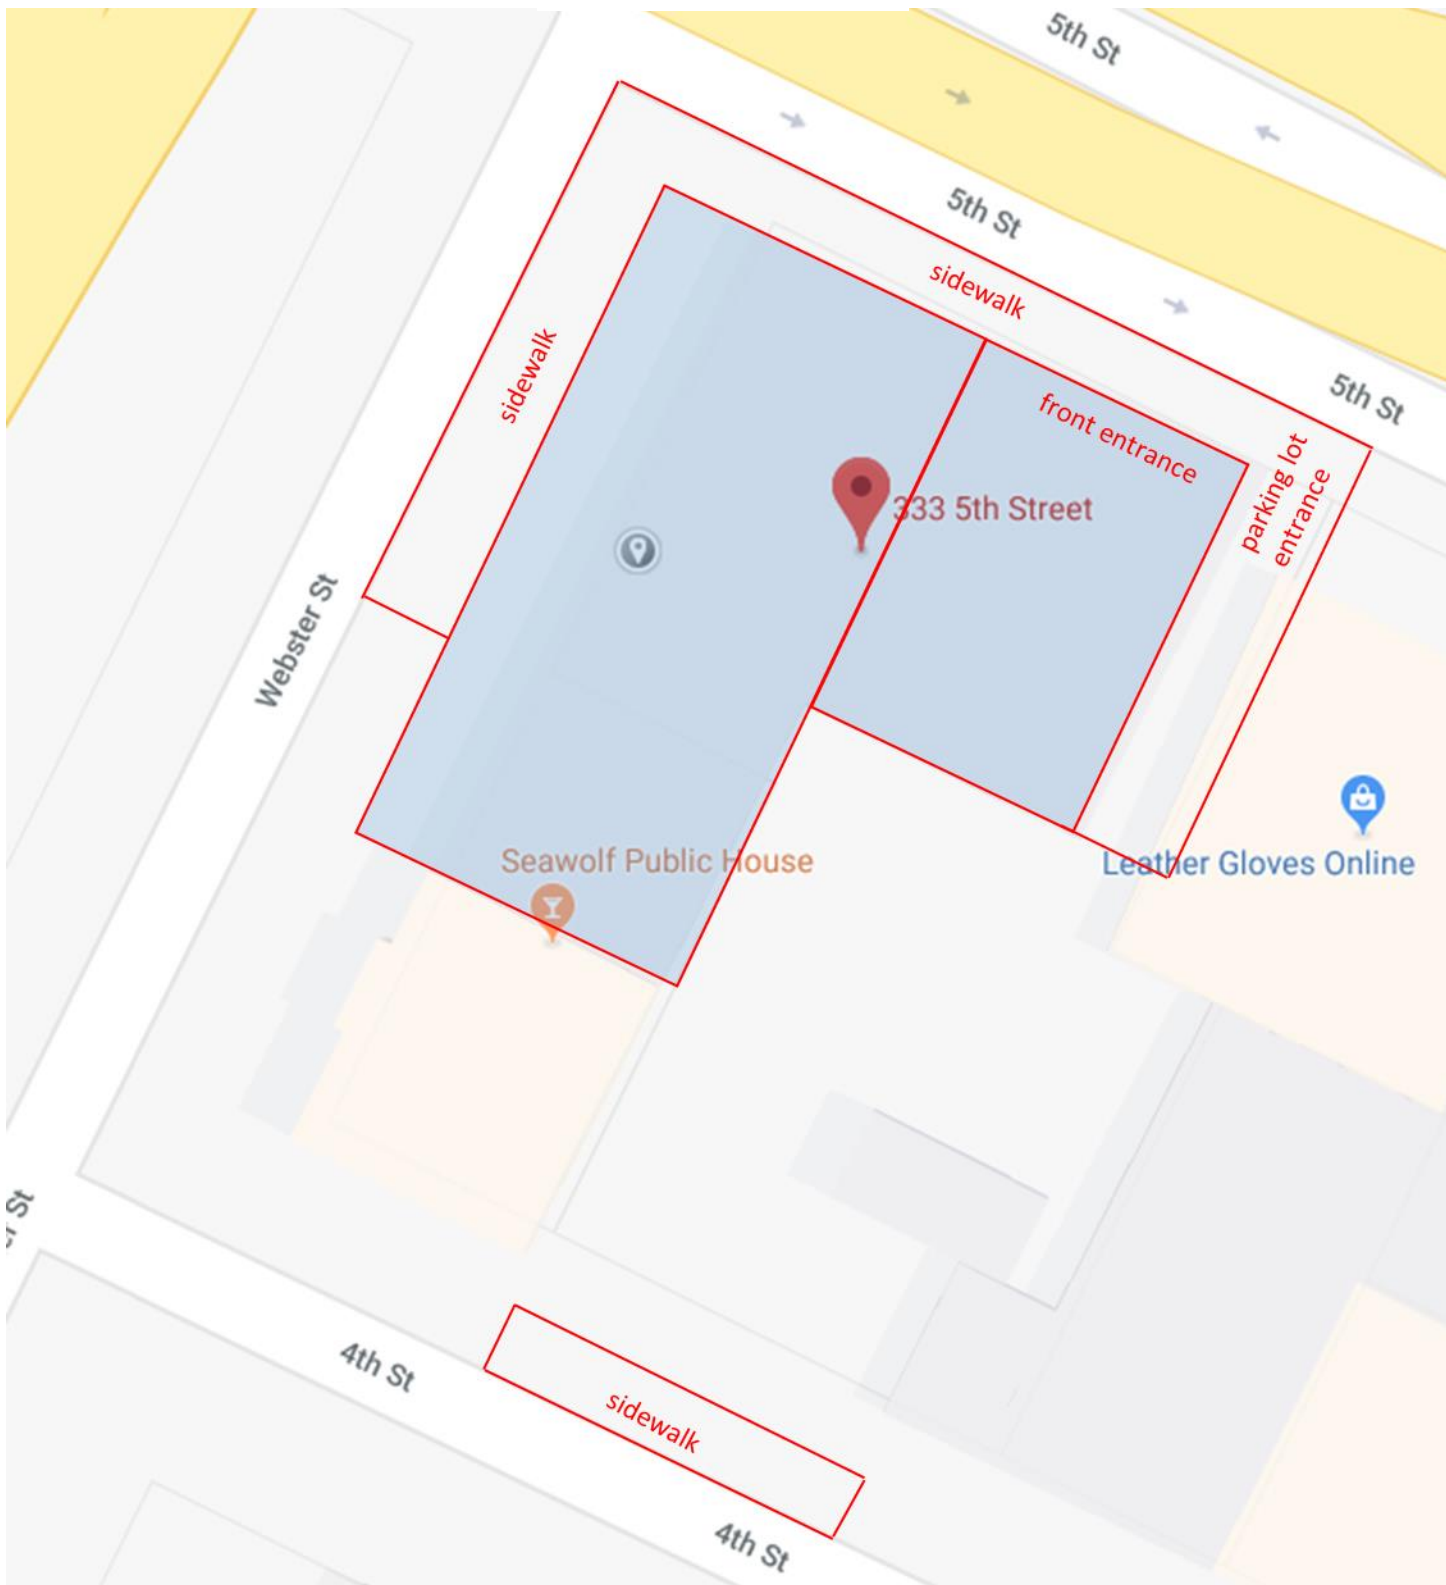 5th St
5th St
sidewalk
5th St
sidewalk
front entrance
parking lot
entrance
333 5th Street
Webster St
Seawolf Public House
Leather Gloves Online
4th St
sidewalk
4th St